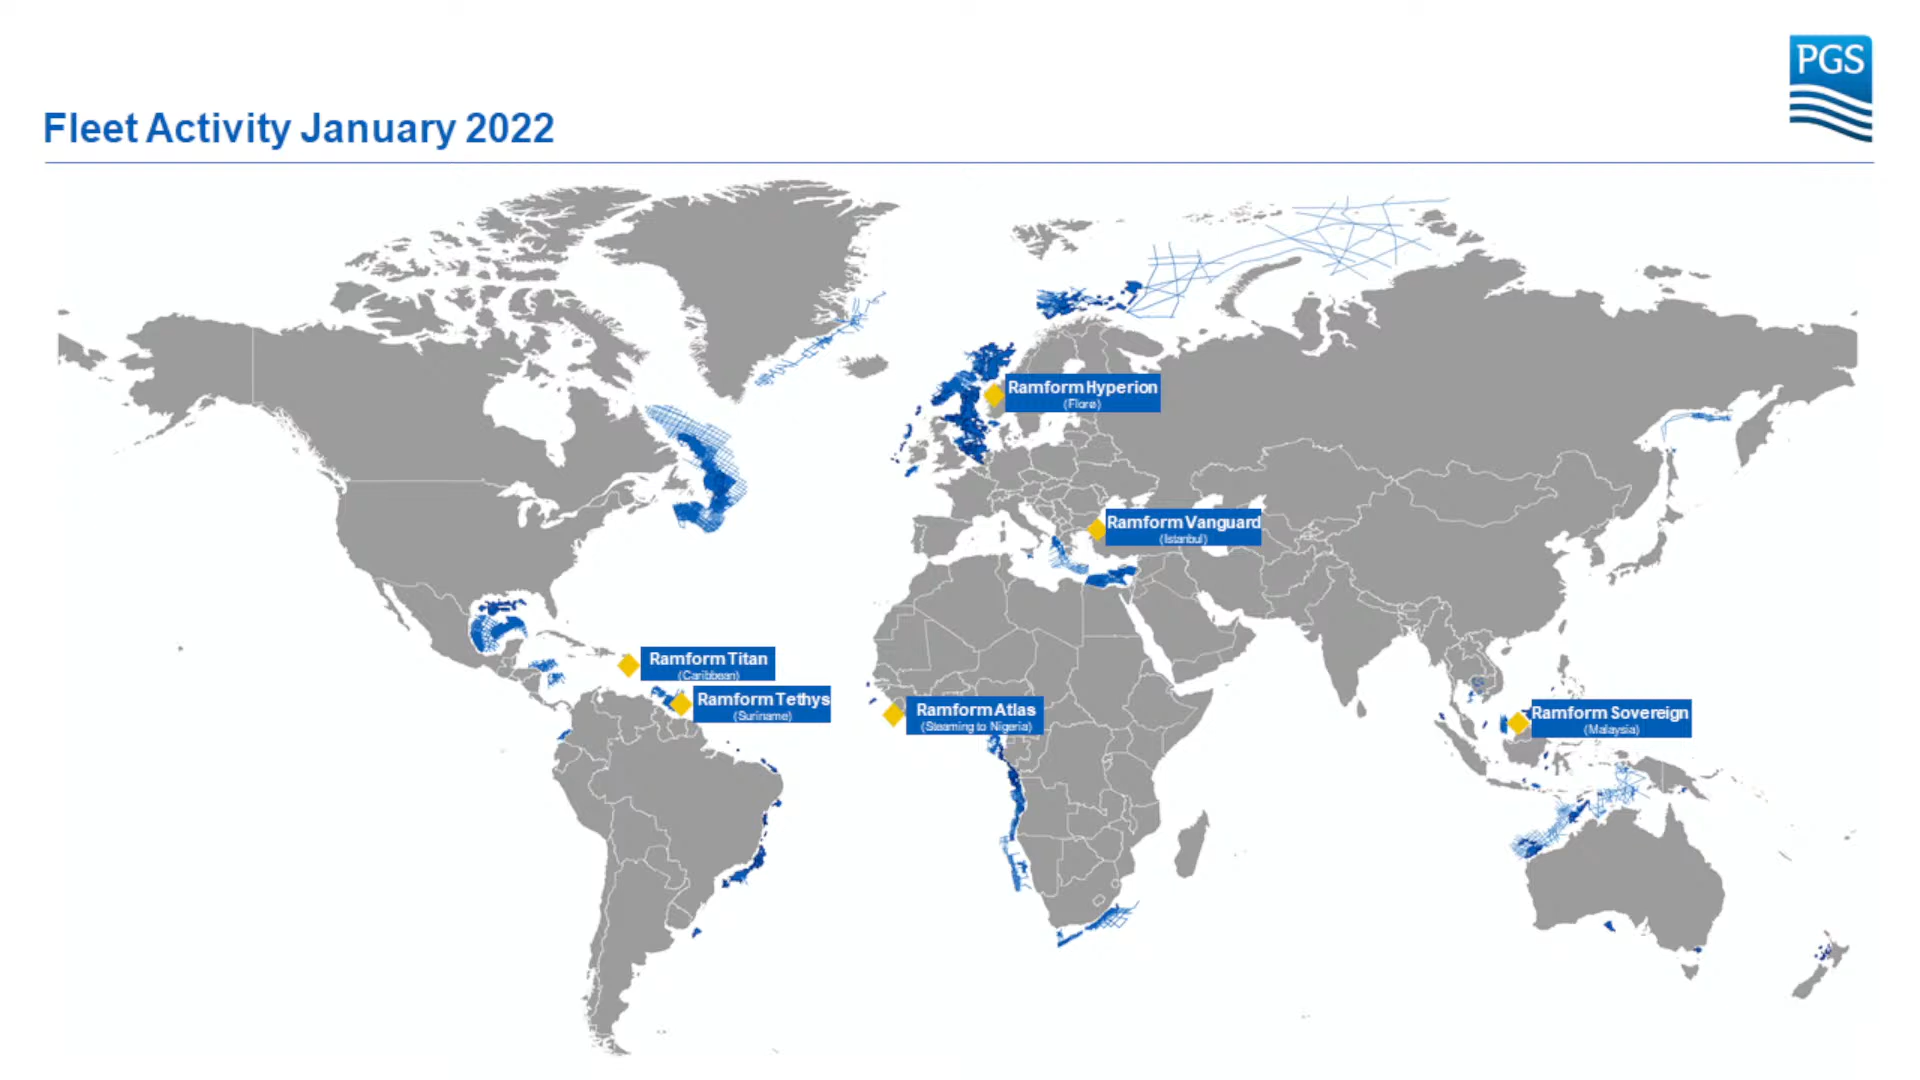 PGS
Fleet Activity January 2022
Ramform Hyperion
(Florø)
Ramform Vanguard
(Istanbul)
Ramform Titan
(Caribbean)
Ramform Tethys
(Suriname)
Ramform Atlas
(Steaming to Nigeria)
Ramform Sovereign
(Malaysia)